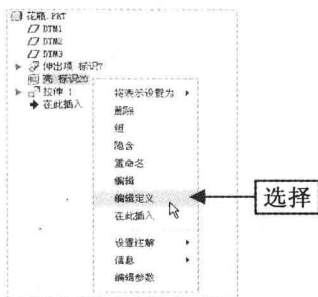 花瓶.PRT
DTM1
DTM2
DTM3
伸出项 标识7
壳 标识20
拉伸 1
在此插入
将表示设置为
删除
组
隐含
重命名
编辑
编辑定义
选择
在此插入
设置注解
信息
编辑参数